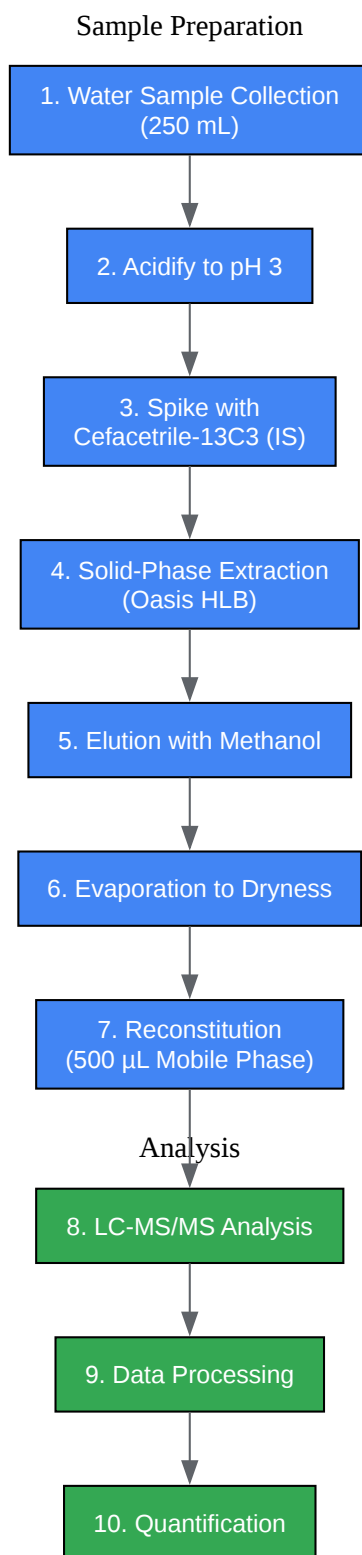 Sample Preparation
1. Water Sample Collection
(250 mL)
2. Acidify to pH 3
3. Spike with
Cefacetrile-13C3 (IS)
4. Solid-Phase Extraction
(Oasis HLB)
5. Elution with Methanol
6. Evaporation to Dryness
7. Reconstitution
(500 µL Mobile Phase)
Analysis
8. LC-MS/MS Analysis
9. Data Processing
10. Quantification